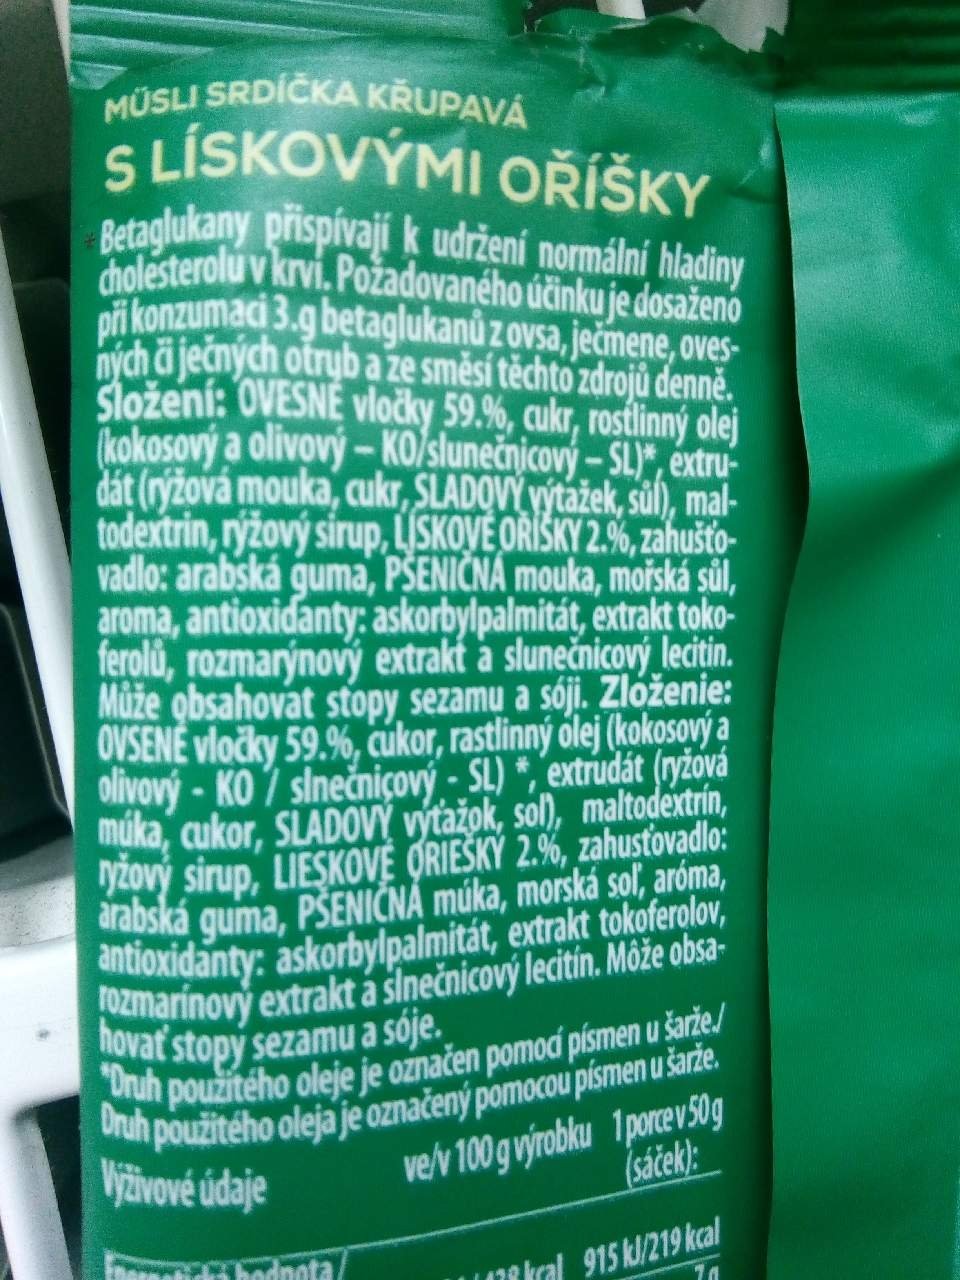 MÜSLI SRDÍČKA KŘUPAVÁ
S LÍSKOVÝMI OŘÍŠKY
*Betaglukany přispívají k udržení normální hladiny
cholesterolu v krvi. Požadovaného účinku je dosaženo
při konzumaci 3.g betaglukanů z ovsa, ječmene, oves-
ných či ječných otrub a ze směsí těchto zdrojů denně.
Složení: OVESNÉ vločky 59.%, cukr, rostlinný olej
(kokosový a olivový – KO/slunečnicový – SL)*, extru-
dát (rýžová mouka, cukr, SLADOVÝ výtažek, sůl), mal-
todextrin, rýžový sirup, LÍSKOVÉ OŘÍŠKY 2.%, zahušťo-
vadlo: arabská guma, PŠENIČNÁ mouka, mořská sůl,
aroma, antioxidanty: askorbylpalmitát, extrakt toko-
ferolů, rozmarýnový extrakt a slunečnicový lecitin.
Může obsahovat stopy sezamu a sóji. Zloženie:
OVSENÉ vločky 59.%, cukor, rastlinný olej (kokosový a
olivový - KO / slnečnicový - SL) *, extrudát (ryžová
múka, cukor, SLADOVÝ výťažok, soľ), maltodextrín,
ryžový sirup, LIESKOVÉ ORIEŠKY 2.%, zahusťovadlo:
arabská guma, PŠENIČNÁ múka, morská soľ, aróma,
antioxidanty: askorbylpalmitát, extrakt tokoferolov,
rozmarínový extrakt a slnečnicový lecitín. Môže obsa-
hovať stopy sezamu a sóje.
*Druh použitého oleje je označen pomocí písmen u šarže./
Druh použitého oleja je označený pomocou písmen u šarže.
Výživové údaje ve/v 100 g výrobku 1 porce v 50 g
(sáček):
Energetická hodnota/ 438 kcal 915 kJ/219 kcal
7g